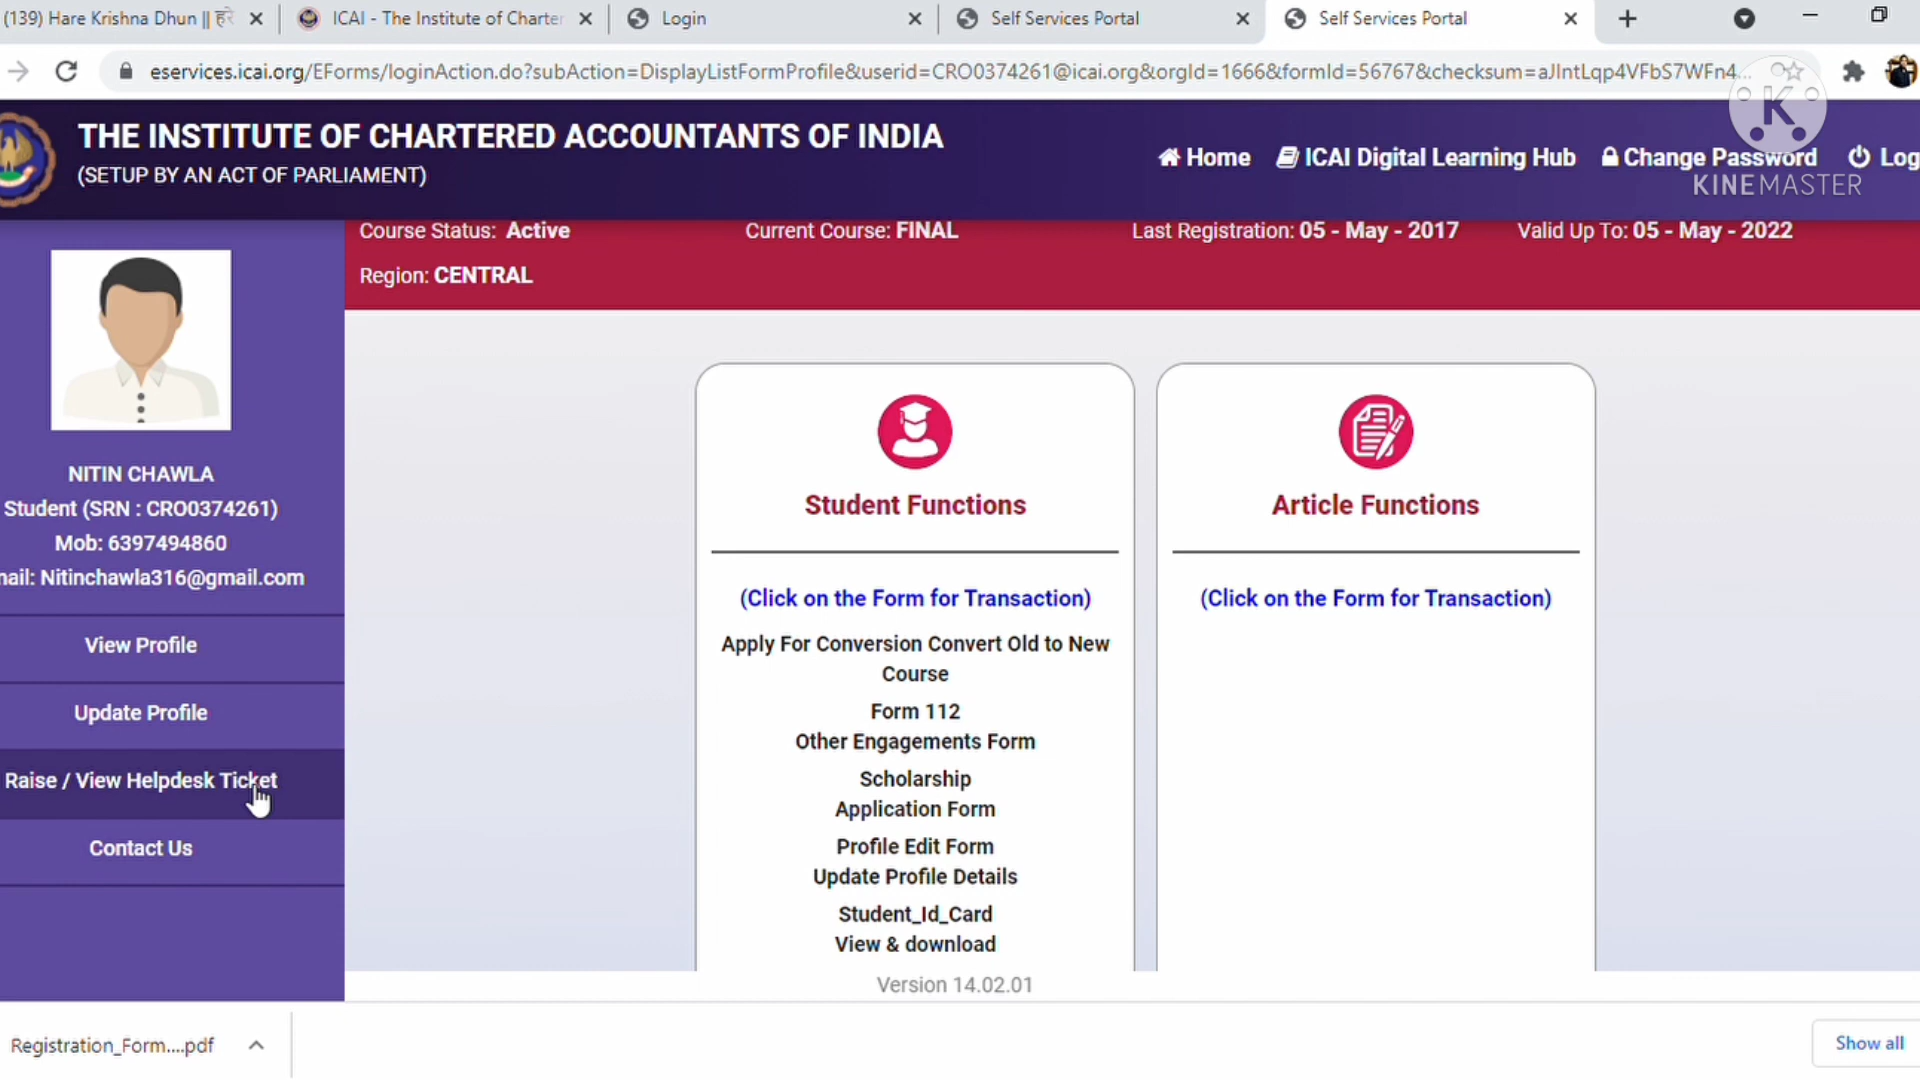 (139) Hare Krishna Dhun || हरे
ICAI - The Institute of Charter
Login
Self Services Portal
Self Services Portal
eservices.icai.org/EForms/loginAction.do?subAction=DisplayListFormProfile&userid=CRO0374261@icai.org&orgId=1666&formId=56767&checksum=aJIntLqp4VFbS7WFn4...
THE INSTITUTE OF CHARTERED ACCOUNTANTS OF INDIA
(SETUP BY AN ACT OF PARLIAMENT)
Home
ICAI Digital Learning Hub
Change Password
Log
K
KINEMASTER
Course Status: Active
Current Course: FINAL
Last Registration: 05 - May - 2017
Valid Up To: 05 - May - 2022
Region: CENTRAL
NITIN CHAWLA
Student (SRN : CRO0374261)
Mob: 6397494860
nail: Nitinchawla316@gmail.com
View Profile
Update Profile
Raise / View Helpdesk Ticket
Contact Us
Student Functions
(Click on the Form for Transaction)
Apply For Conversion Convert Old to New
Course
Form 112
Other Engagements Form
Scholarship
Application Form
Profile Edit Form
Update Profile Details
Student_Id_Card
View & download
Article Functions
(Click on the Form for Transaction)
Version 14.02.01
Registration_Form....pdf
Show all